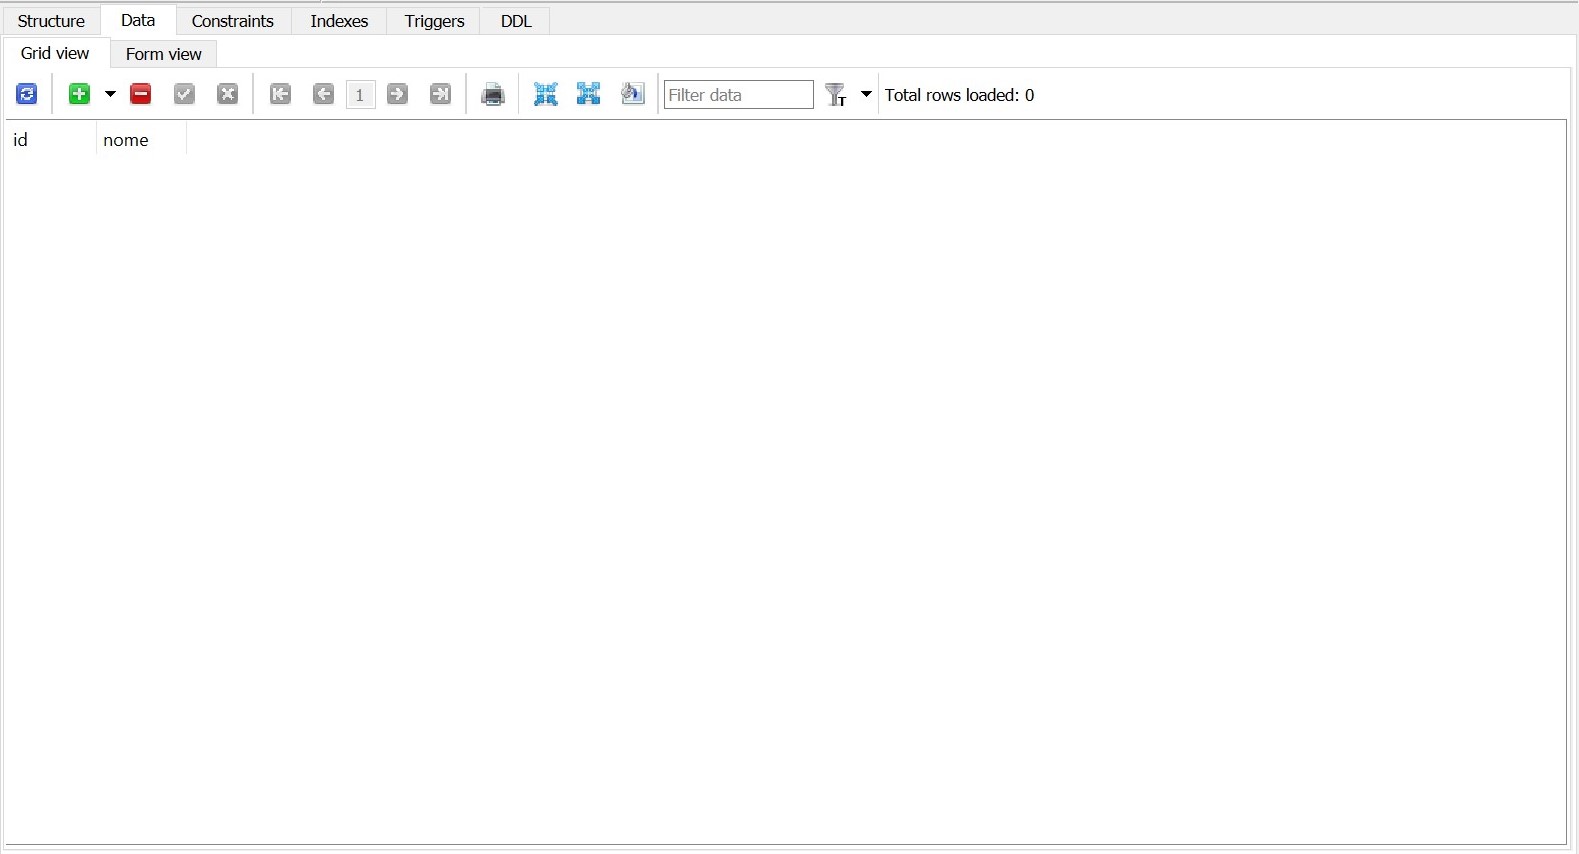 Structure Data Constraints Indexes Triggers DDL
Grid view Form view
1 Filter data T Total rows loaded: 0
id nome